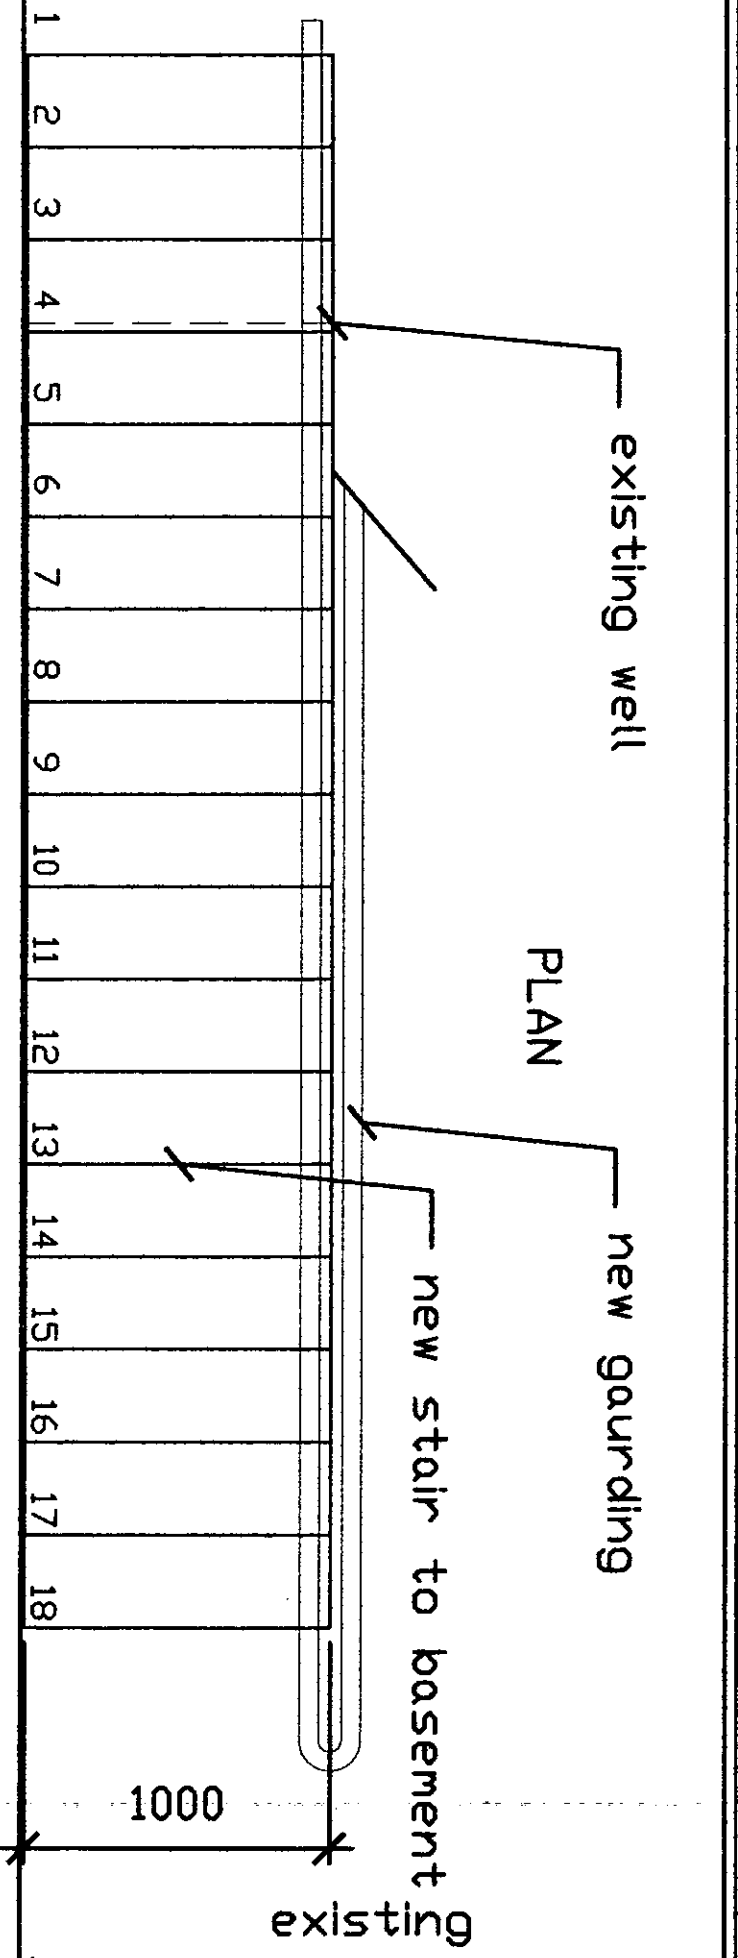 existing well
PLAN
new gaurding
new stair to basement
1 2 3 4 5 6 7 8 9 10 11 12 13 14 15 16 17 18
1000
existing